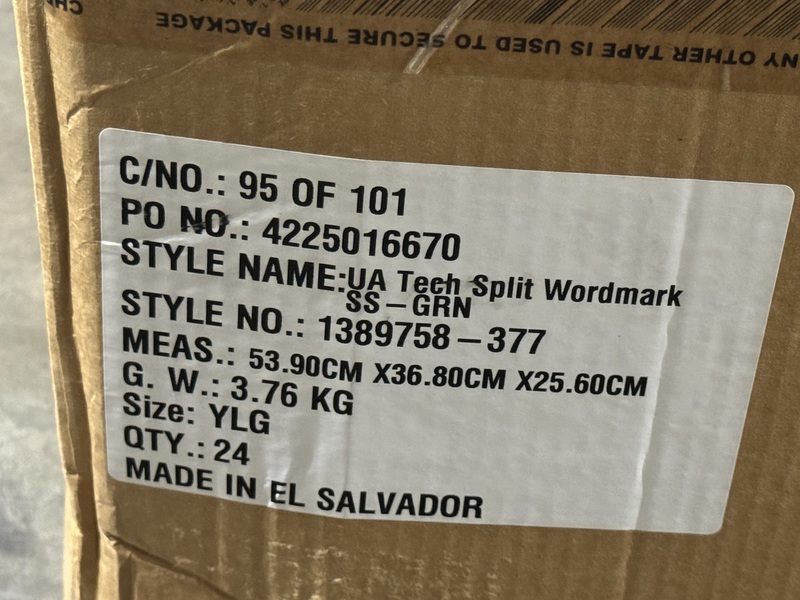 NY OTHER TAPE IS USED TO SECURE THIS PACKAGE
C/NO.: 95 OF 101
PO NO.: 4225016670
STYLE NAME:UA Tech Split Wordmark
SS-GRN
STYLE NO.: 1389758-377
MEAS.: 53.90CM X36.80CM X25.60CM
G. W.: 3.76 KG
Size: YLG
QTY.: 24
MADE IN EL SALVADOR